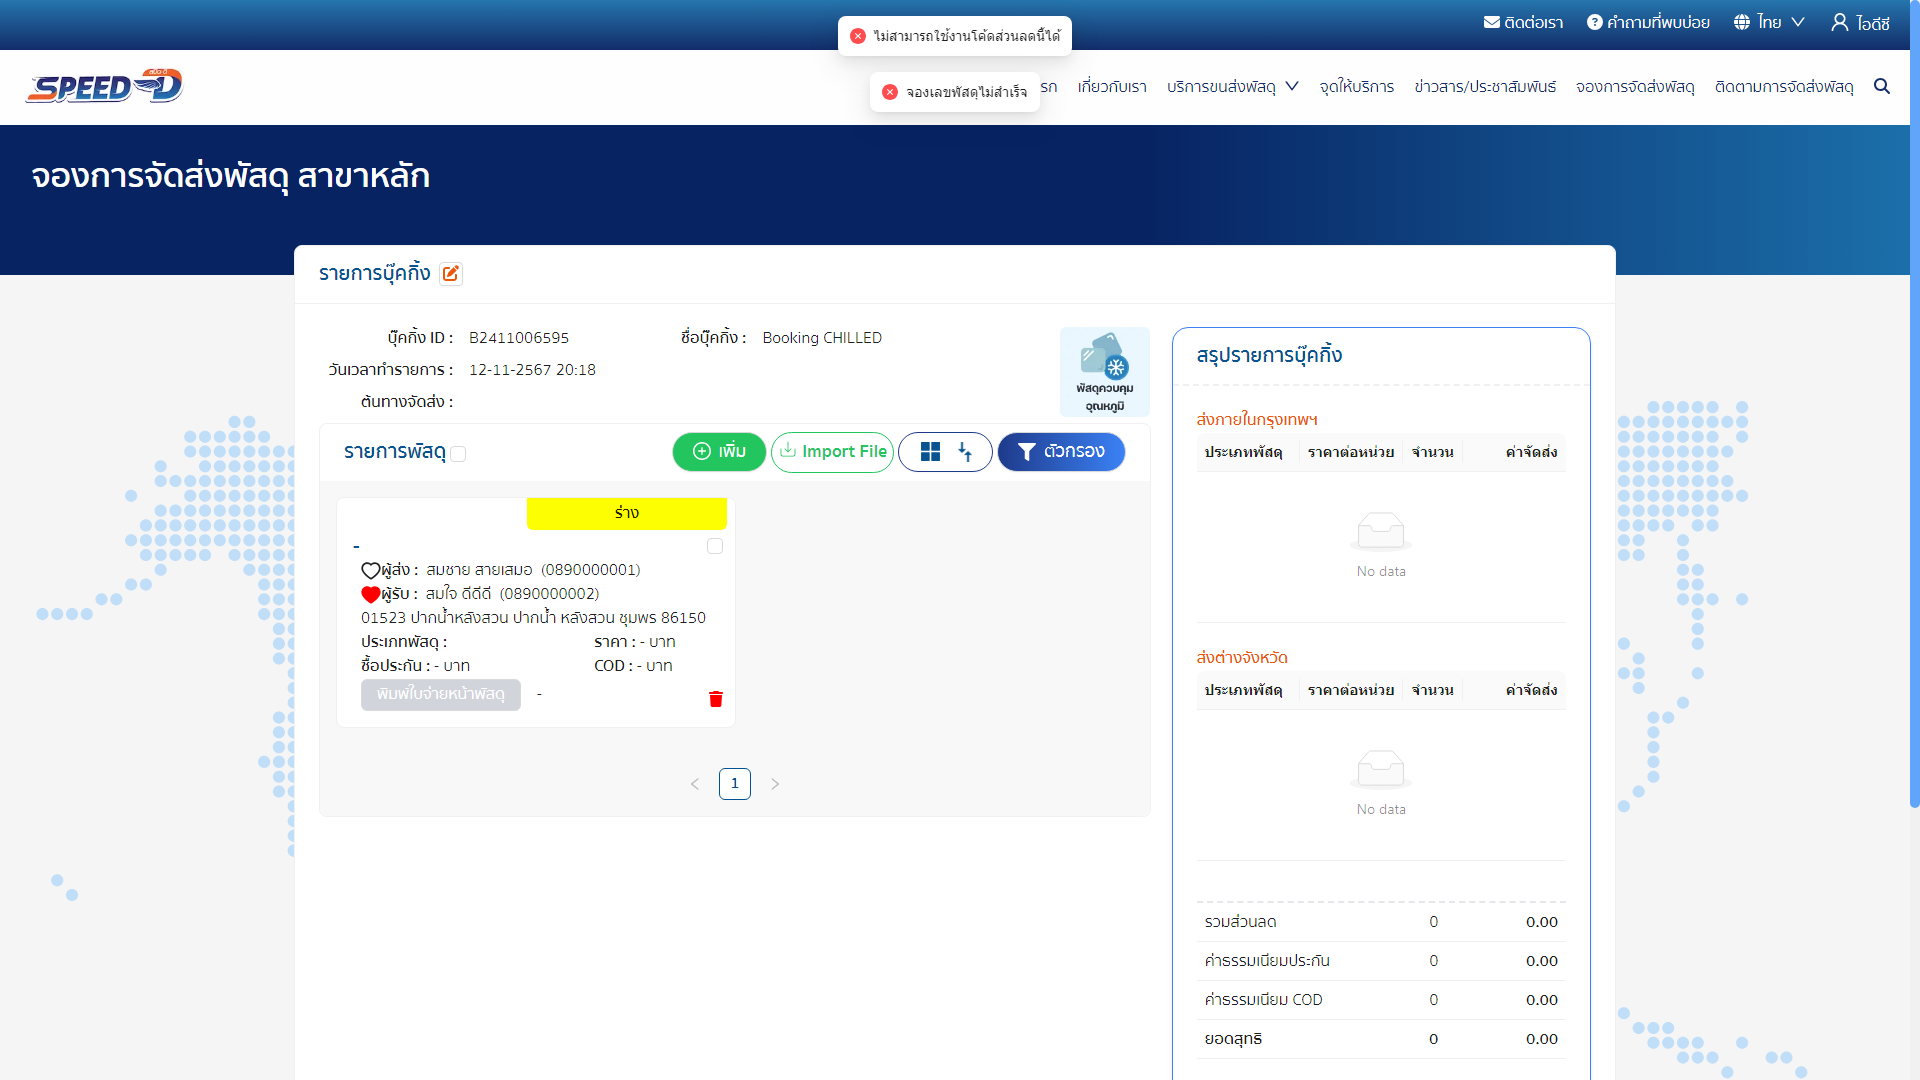 ติดต่อเรา
คำถามที่พบบ่อย
ไทย
ไอดีซี
ไม่สามารถใช้งานโค้ดส่วนลดนี้ได้
จองเลขพัสดุไม่สำเร็จ
SPEED D
รก
เกี่ยวกับเรา
บริการขนส่งพัสดุ
จุดให้บริการ
ข่าวสาร/ประชาสัมพันธ์
จองการจัดส่งพัสดุ
ติดตามการจัดส่งพัสดุ
จองการจัดส่งพัสดุ สาขาหลัก
รายการบุ๊คกิ้ง
บุ๊คกิ้ง ID : B2411006595
ชื่อบุ๊คกิ้ง : Booking CHILLED
วันเวลาทำรายการ : 12-11-2567 20:18
ต้นทางจัดส่ง :
พัสดุควบคุม
อุณหภูมิ
รายการพัสดุ
เพิ่ม
Import File
ตัวกรอง
ร่าง
-
ผู้ส่ง : สมชาย สายเสมอ (0890000001)
ผู้รับ : สมใจ ดีดีดี (0890000002)
01523 ปากน้ำหลังสวน ปากน้ำ หลังสวน ชุมพร 86150
ประเภทพัสดุ :
ราคา : - บาท
ซื้อประกัน : - บาท
COD : - บาท
พิมพ์ใบจ่ายหน้าพัสดุ
-
1
สรุปรายการบุ๊คกิ้ง
ส่งภายในกรุงเทพฯ
ประเภทพัสดุ ราคาต่อหน่วย จำนวน ค่าจัดส่ง
No data
ส่งต่างจังหวัด
ประเภทพัสดุ ราคาต่อหน่วย จำนวน ค่าจัดส่ง
No data
รวมส่วนลด 0 0.00
ค่าธรรมเนียมประกัน 0 0.00
ค่าธรรมเนียม COD 0 0.00
ยอดสุทธิ 0 0.00